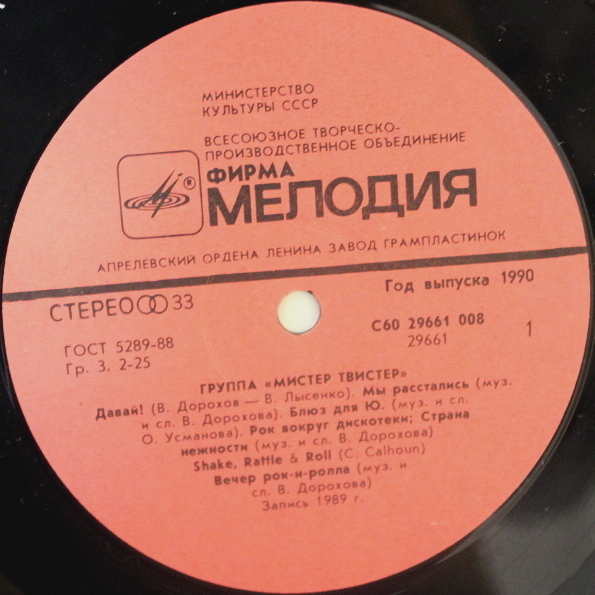 МИНИСТЕРСТВО
КУЛЬТУРЫ СССР
ВСЕСОЮЗНОЕ ТВОРЧЕСКО-
ПРОИЗВОДСТВЕННОЕ ОБЪЕДИНЕНИЕ
ФИРМА
® МЕЛОДИЯ
АПРЕЛЕВСКИЙ ОРДЕНА ЛЕНИНА ЗАВОД ГРАМПЛАСТИНОК
СТЕРЕО 33
Год выпуска 1990
ГОСТ 5289-88
С60 29661 008
Гр. 3. 2-25
29661
1
ГРУППА «МИСТЕР ТВИСТЕР»
Давай! (В. Дорохов — В. Лысенко). Мы расстались (муз.
и сл. В. Дорохова). Блюз для Ю. (муз. и сл.
О. Усманова). Рок вокруг дискотеки; Страна
нежности (муз. и сл. В. Дорохова)
Shake, Rattle & Roll (C. Calhoun)
Вечер рок-н-ролла (муз. и
сл. В. Дорохова)
Запись 1989 г.